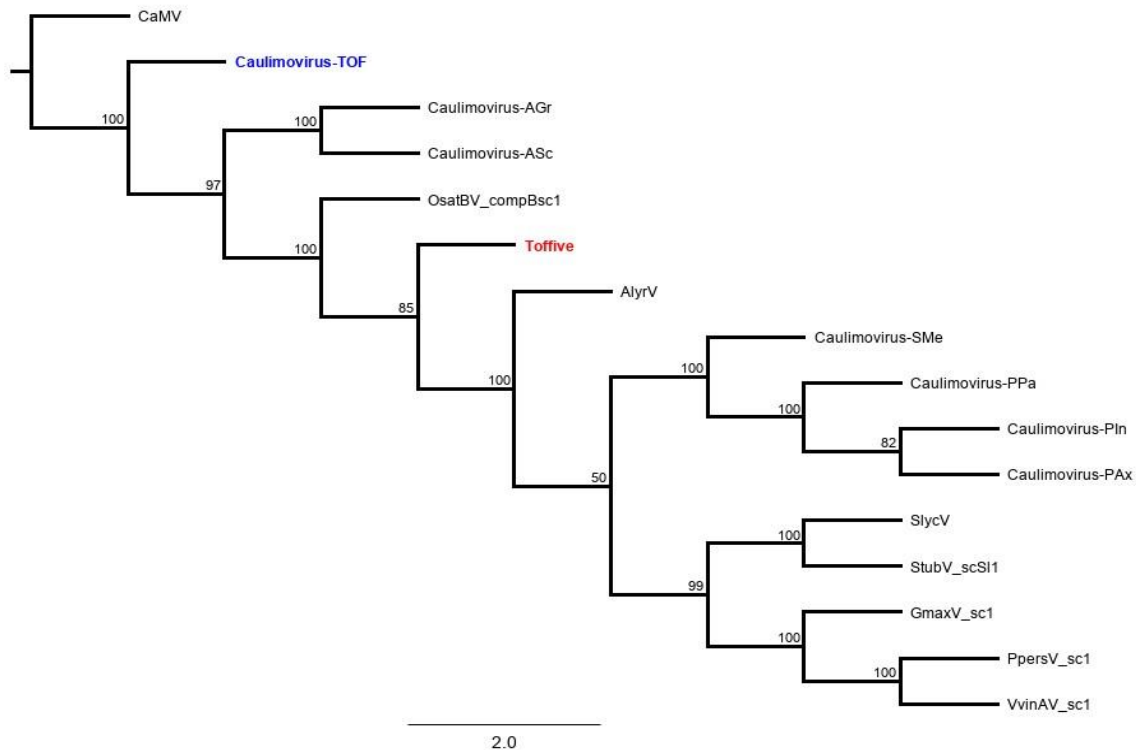 CaMV
Caulimovirus-TOF
Caulimovirus-AGr
100
100
Caulimovirus-ASc
97
OsatBV_compBsc1
Toffive
100
AlyrV
85
Caulimovirus-SMe
100
100
Caulimovirus-PPa
100
Caulimovirus-PIn
82
Caulimovirus-PAx
50
SlycV
100
StubV_scSl1
99
GmaxV_sc1
100
PpersV_sc1
100
VvinAV_sc1
2.0